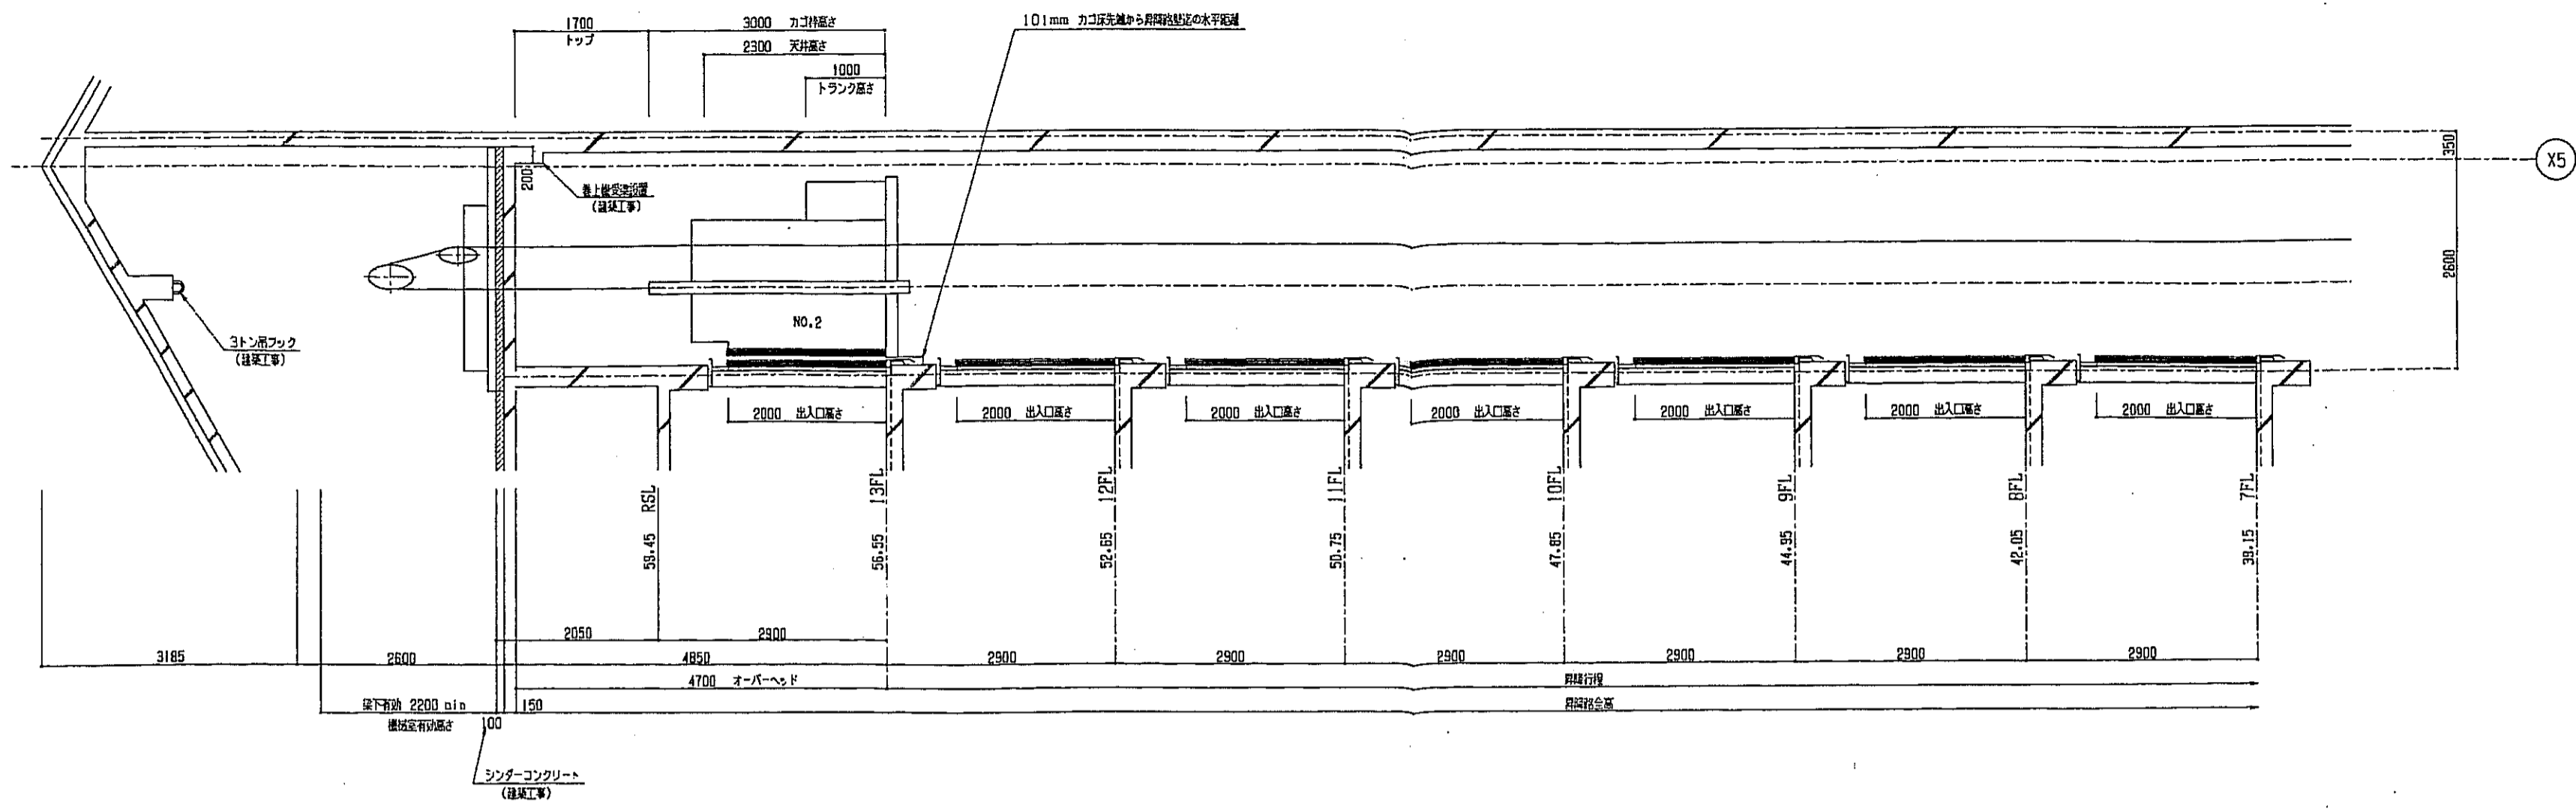 1700
トップ
3000 カゴ枠高さ
2300 天井高さ
1000
トランク高さ
101mm カゴ床先端から昇降路壁迄の水平距離
350
X5
2600
200
巻上機受梁設置
(建築工事)
3トン吊フック
(建築工事)
NO.2
2000 出入口高さ
2000 出入口高さ
2000 出入口高さ
2000 出入口高さ
2000 出入口高さ
2000 出入口高さ
2000 出入口高さ
59.45 RSL
56.55 13FL
52.65 12FL
50.75 11FL
47.85 10FL
44.95 9FL
42.05 8FL
39.15 7FL
2050
2900
3185
2600
4850
2900
2900
2900
2900
2900
2900
4700 オーバーヘッド
昇降行程
梁下有効 2200 min
150
昇降路全高
機械室有効高さ
100
シンダーコンクリート
(建築工事)